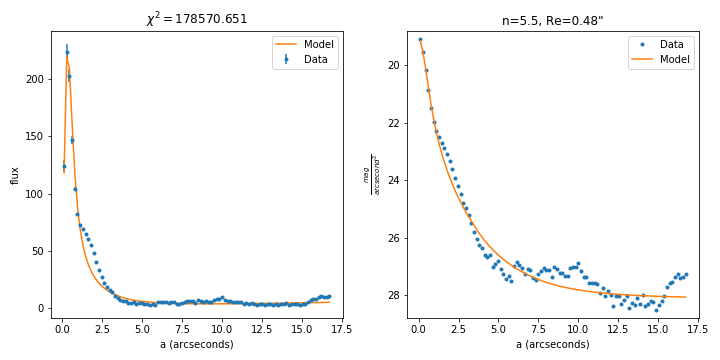 χ² = 178570.651
flux
200
150
100
50
0
Model
Data
0.0 2.5 5.0 7.5 10.0 12.5 15.0 17.5
a (arcseconds)
n=5.5, Re=0.48"
mag
arcsecond²
20
22
24
26
28
Data
Model
0.0 2.5 5.0 7.5 10.0 12.5 15.0 17.5
a (arcseconds)